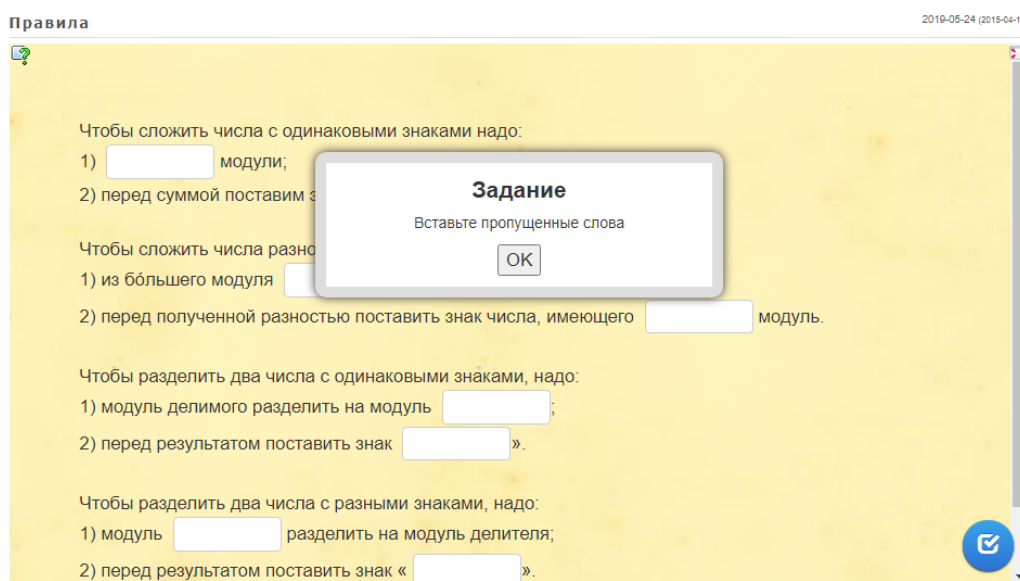 Правила
2019-05-24 (2015-04-1
Чтобы сложить числа с одинаковыми знаками надо:
1) модули;
2) перед суммой поставим
Чтобы сложить числа
1) из бо́льшего модуля
2) перед полученной разностью поставить знак числа, имеющего модуль.
Задание
Вставьте пропущенные слова
OK
Чтобы разделить два числа с одинаковыми знаками, надо:
1) модуль делимого разделить на модуль ;
2) перед результатом поставить знак ».
Чтобы разделить два числа с разными знаками, надо:
1) модуль разделить на модуль делителя;
2) перед результатом поставить знак « ».